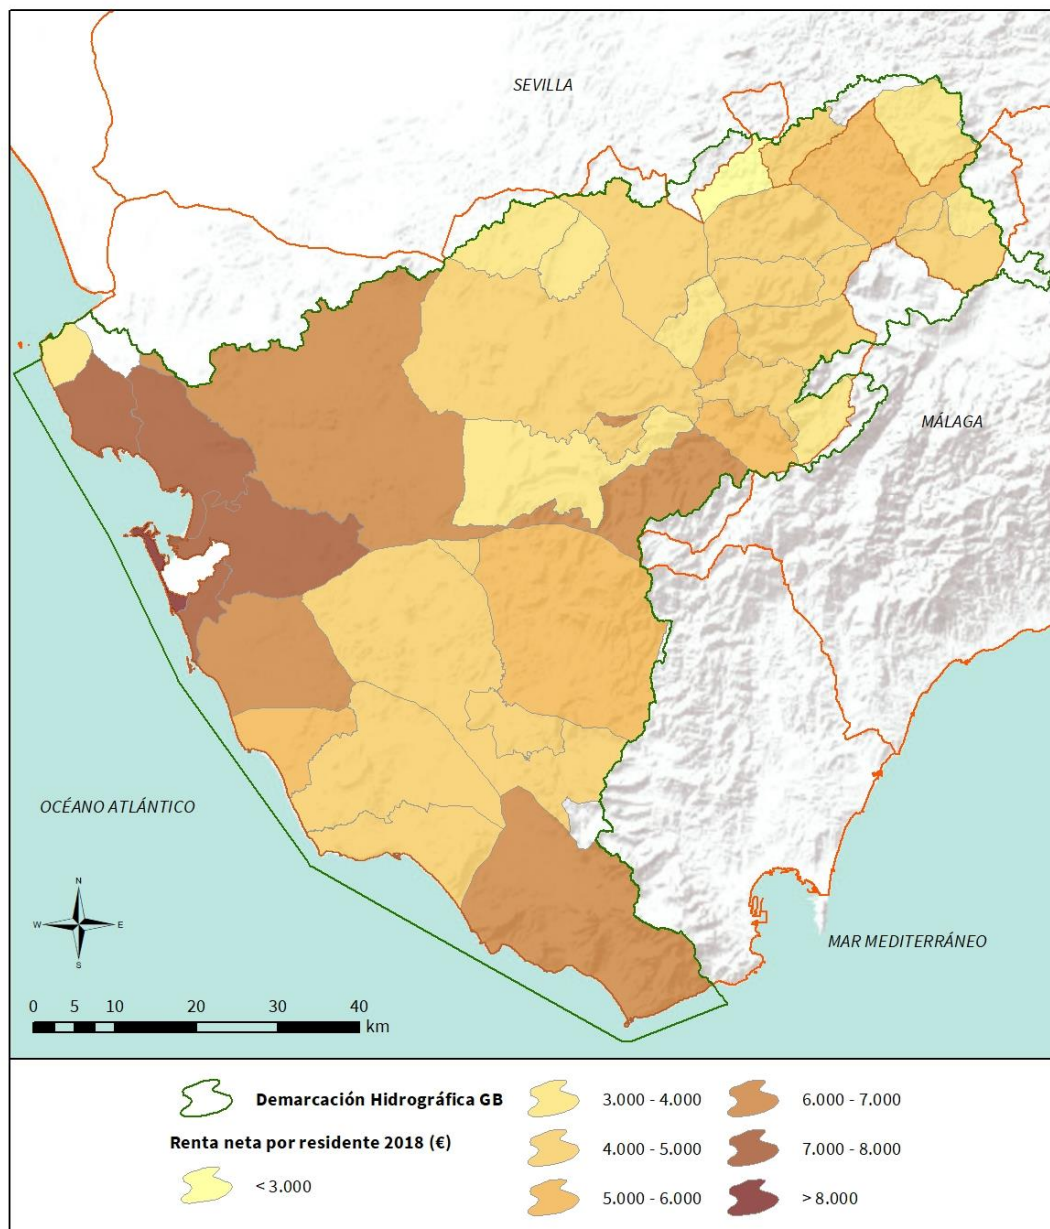 SEVILLA
MÁLAGA
OCÉANO ATLÁNTICO
N
W
E
S
MAR MEDITERRÁNEO
0 5 10 20 30 40
km
Demarcación Hidrográfica GB
Renta neta por residente 2018 (€)
< 3.000
3.000 - 4.000
4.000 - 5.000
5.000 - 6.000
6.000 - 7.000
7.000 - 8.000
> 8.000